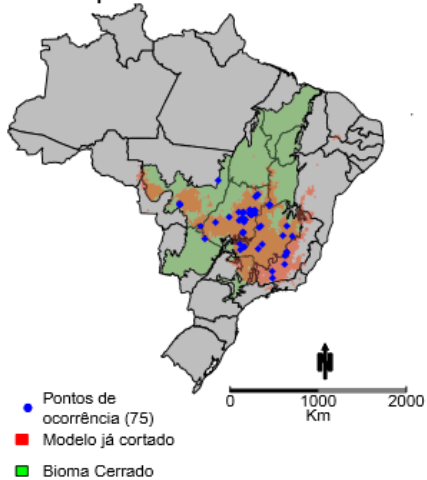 N
0
1000
2000
Km
Pontos de
ocorrência (75)
Modelo já cortado
Bioma Cerrado